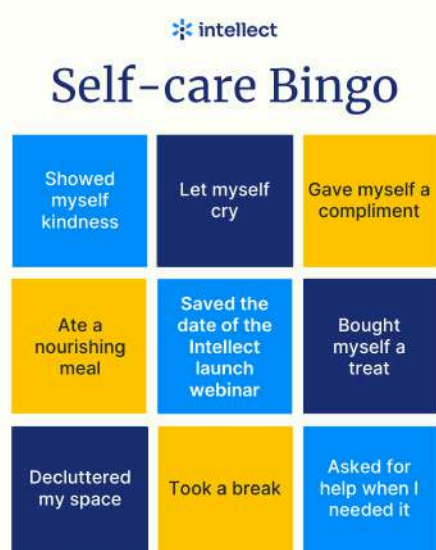 intellect
Self-care Bingo
Showed
myself
kindness
Let myself
cry
Gave myself a
compliment
Ate a
nourishing
meal
Saved the
date of the
Intellect
launch
webinar
Bought
myself a
treat
Decluttered
my space
Took a break
Asked for
help when I
needed it